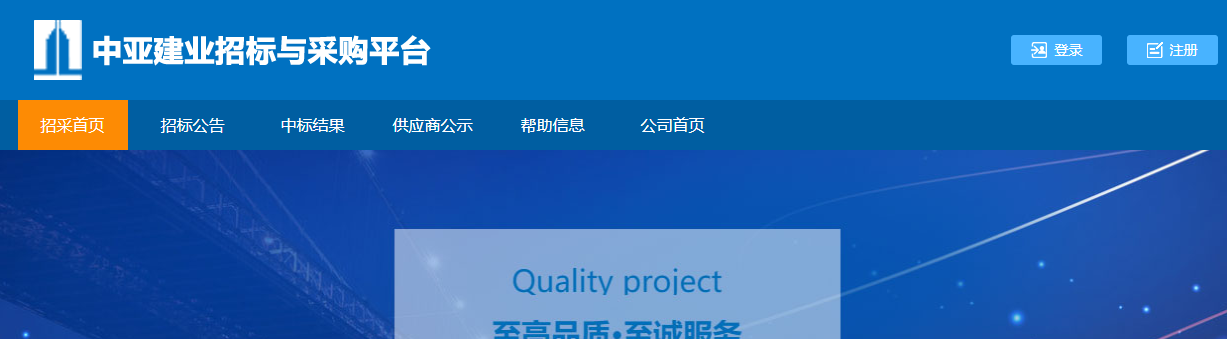 中亚建业招标与采购平台
登录 注册
招采首页 招标公告 中标结果 供应商公示 帮助信息 公司首页
Quality project
至高品质·至诚服务